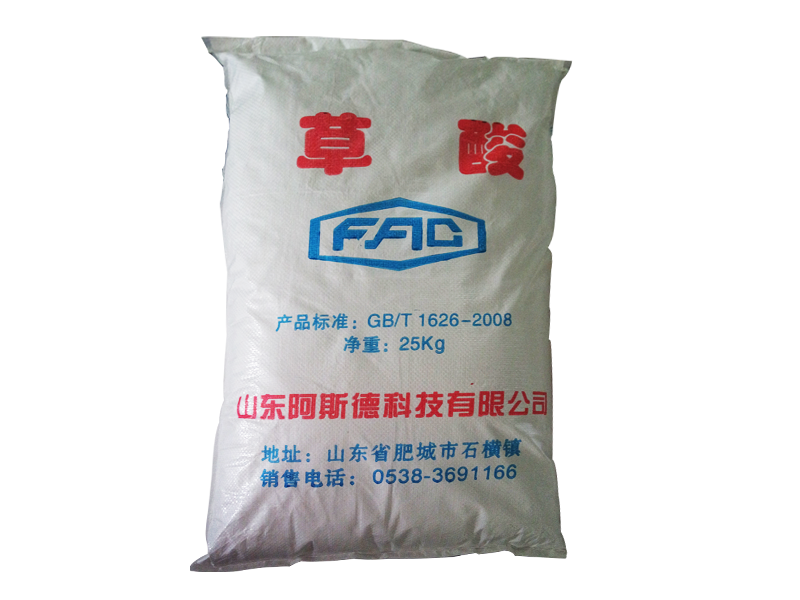 草 酸
FAC
产品标准：GB/T 1626-2008
净重：25Kg
山东阿斯德科技有限公司
地址：山东省肥城市石横镇
销售电话：0538-3691166